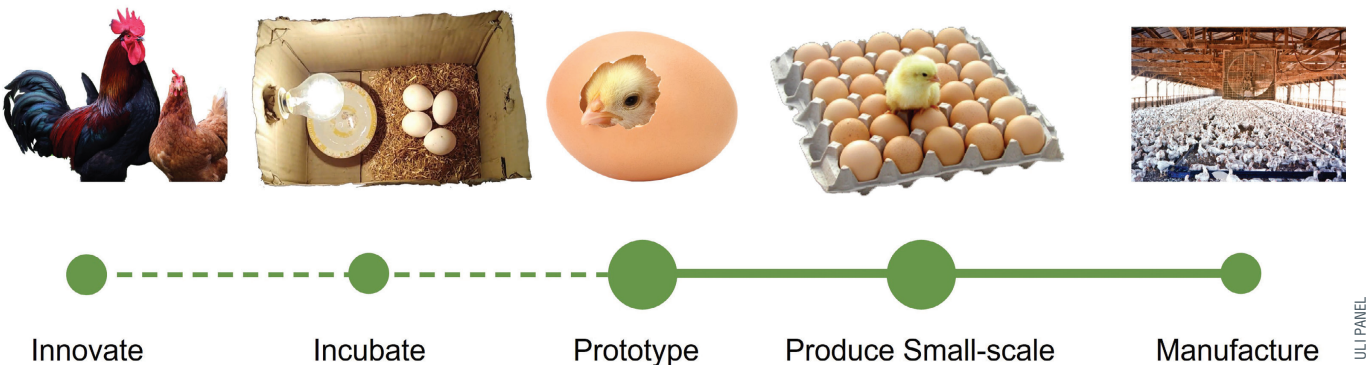 Innovate
Incubate
Prototype
Produce Small-scale
Manufacture
ULI PANEL